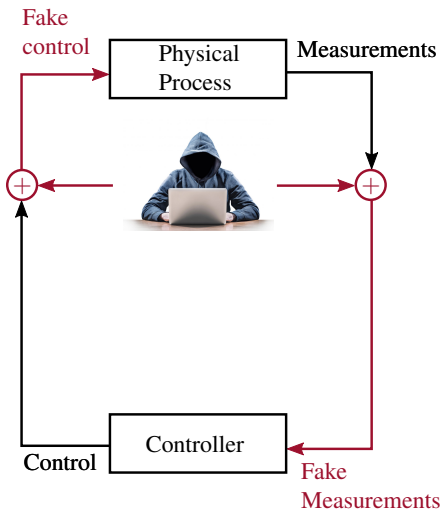 Fake
control
Physical
Process
Measurements
+
+
Controller
Control
Fake
Measurements